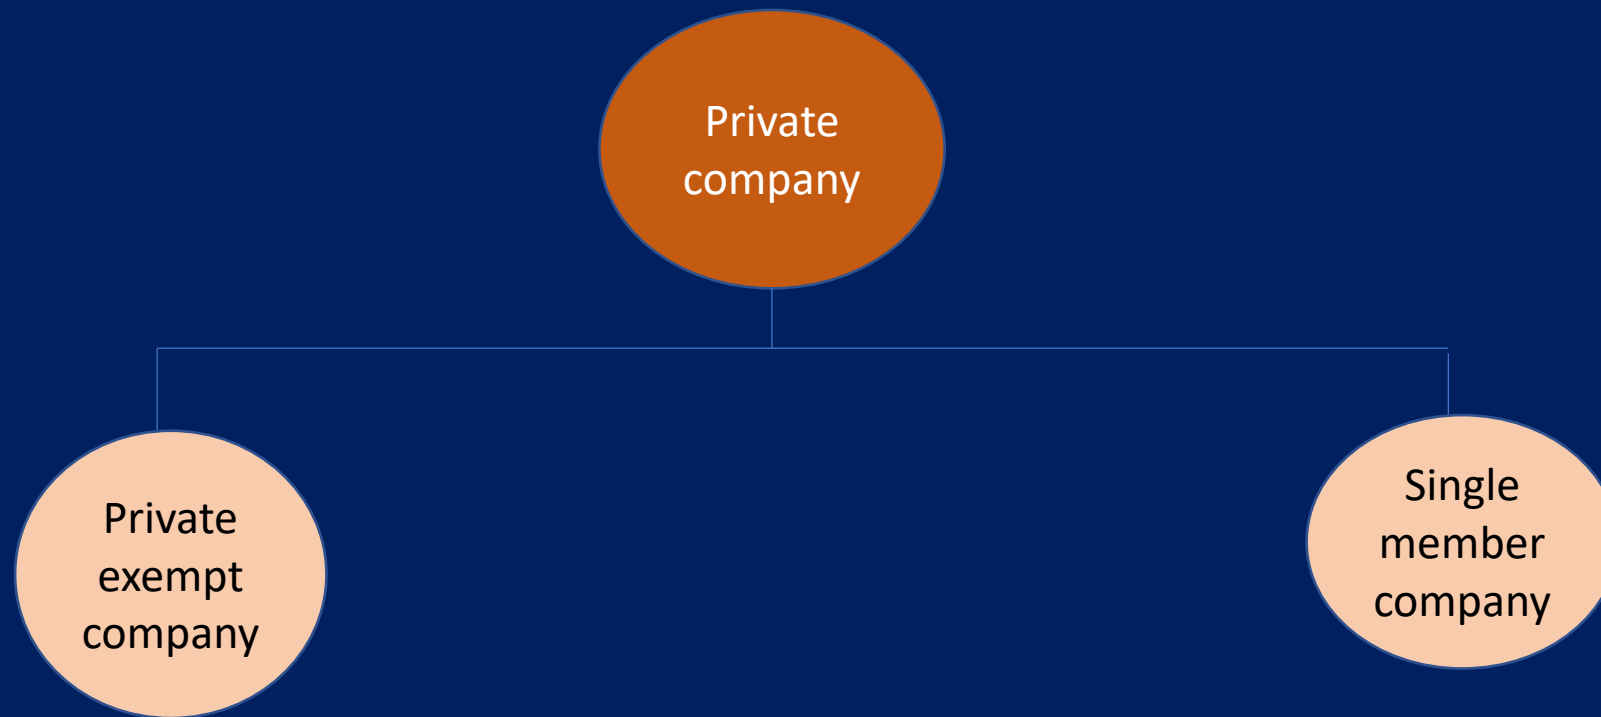 Private
company
Private
exempt
company
Single
member
company